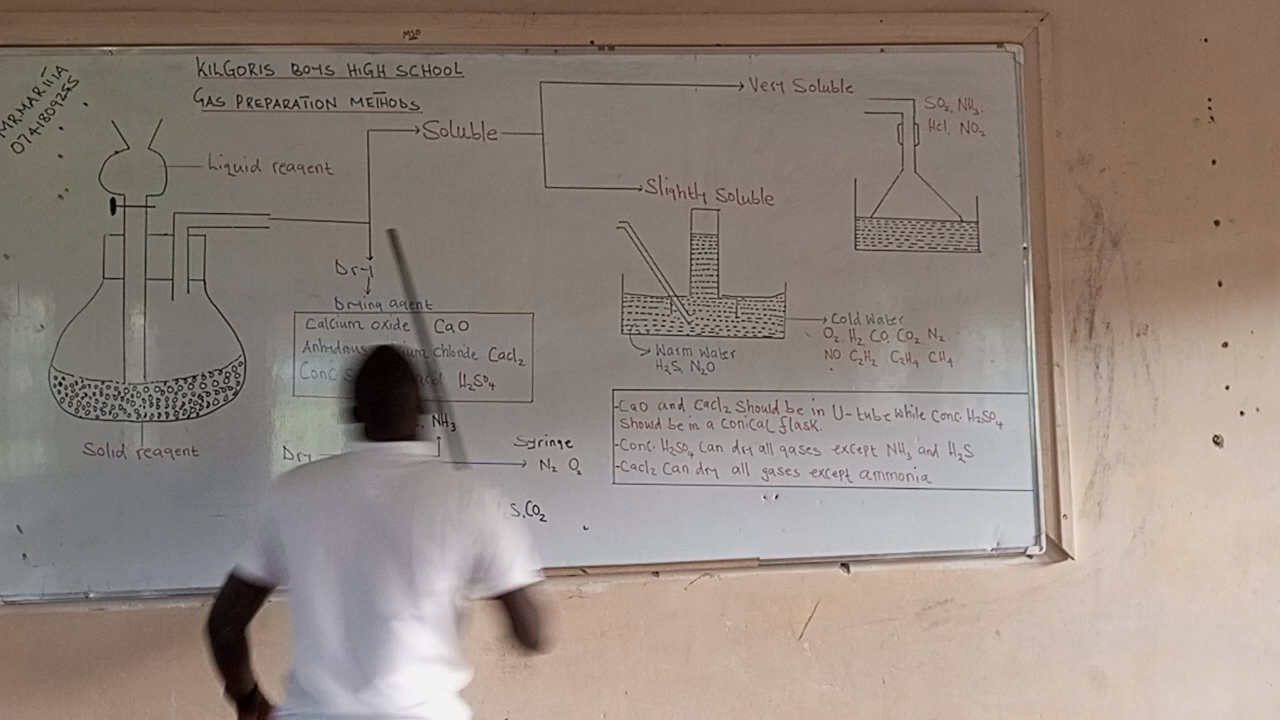 M10
KILGORIS BOYS HIGH SCHOOL
GAS PREPARATION METHODS
MR. MARIIIA
0741809255
Liquid reagent
Solid reagent
Soluble
Very Soluble
SO2, NH3,
Hcl, NO2
Slightly Soluble
Cold Water
O2, H2, CO, CO2, N2
NO C2H2 C2H4 CH4
Warm Water
H2S, N2O
Dry
Drying agent
Calcium oxide CaO
chloride CaCl2
Conc H2SO4
NH3
Dry
Syringe
N2 O2
S, CO2
-CaO and CaCl2 Should be in U-tube while Conc. H2SO4
Should be in a Conical flask.
-Conc. H2SO4 Can dry all gases except NH3 and H2S
-CaCl2 Can dry all gases except ammonia